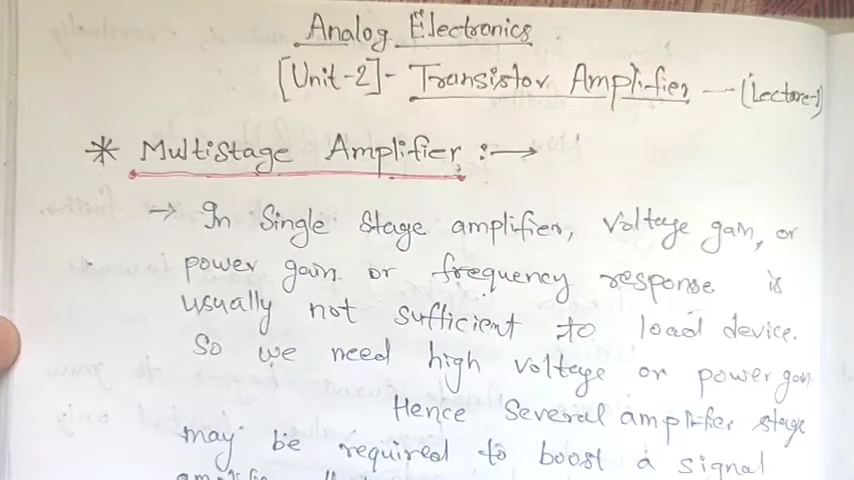 Analog Electronics
[Unit-2]- Transistor Amplifier — (Lecture-1)
* Multistage Amplifier :→
→ In Single Stage amplifier, Voltage gain, or
power gain or frequency response is
usually not sufficient to load device.
So we need high voltage or power gain.
Hence Several amplifier stage
may be required to boost a signal